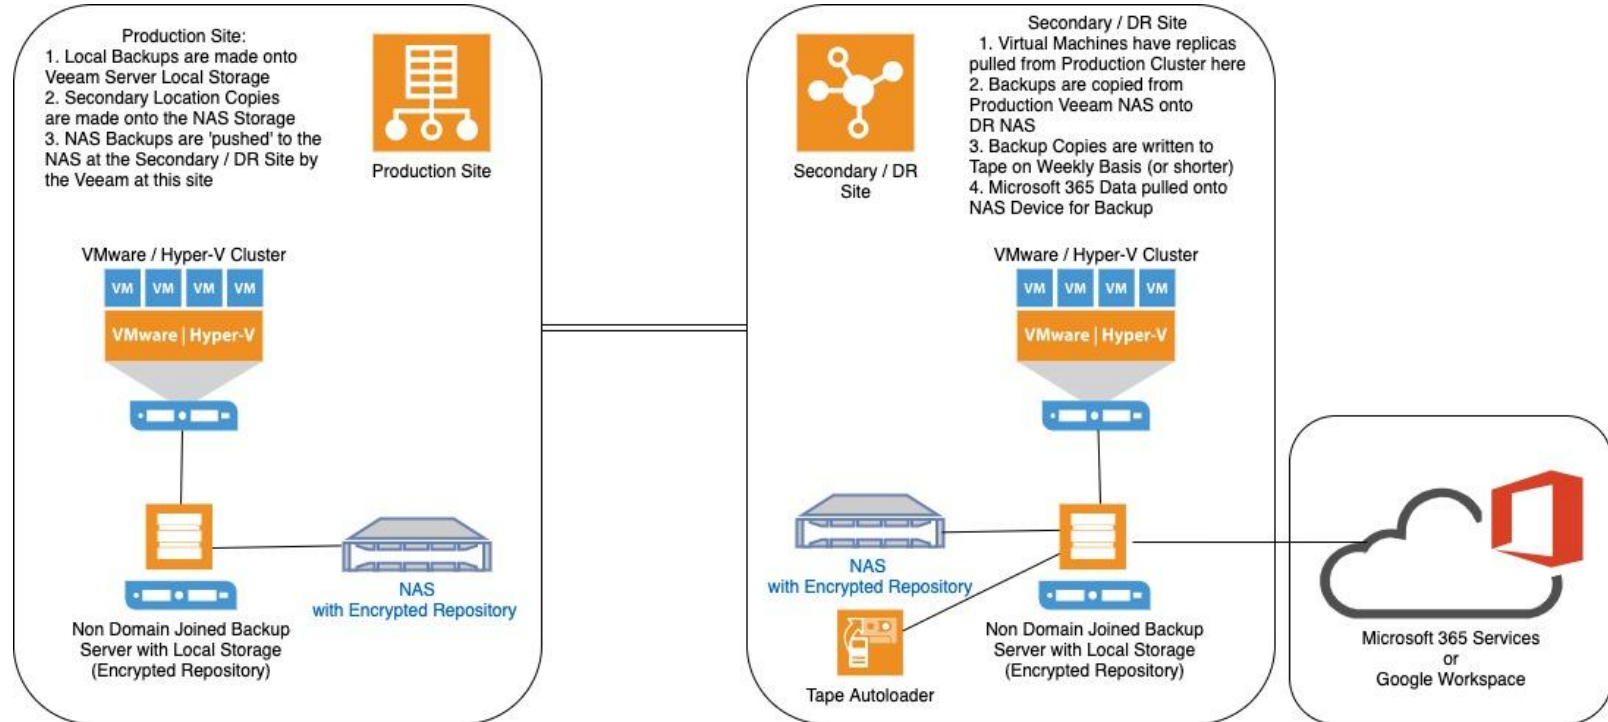 Production Site:
1. Local Backups are made onto
Veeam Server Local Storage
2. Secondary Location Copies
are made onto the NAS Storage
3. NAS Backups are 'pushed' to the
NAS at the Secondary / DR Site by
the Veeam at this site
Production Site
VMware / Hyper-V Cluster
VM VM VM VM
VMware | Hyper-V
NAS
with Encrypted Repository
Non Domain Joined Backup
Server with Local Storage
(Encrypted Repository)
Secondary / DR
Site
Secondary / DR Site
1. Virtual Machines have replicas
pulled from Production Cluster here
2. Backups are copied from
Production Veeam NAS onto
DR NAS
3. Backup Copies are written to
Tape on Weekly Basis (or shorter)
4. Microsoft 365 Data pulled onto
NAS Device for Backup
VMware / Hyper-V Cluster
VM VM VM VM
VMware | Hyper-V
NAS
with Encrypted Repository
Tape Autoloader
Non Domain Joined Backup
Server with Local Storage
(Encrypted Repository)
Microsoft 365 Services
or
Google Workspace